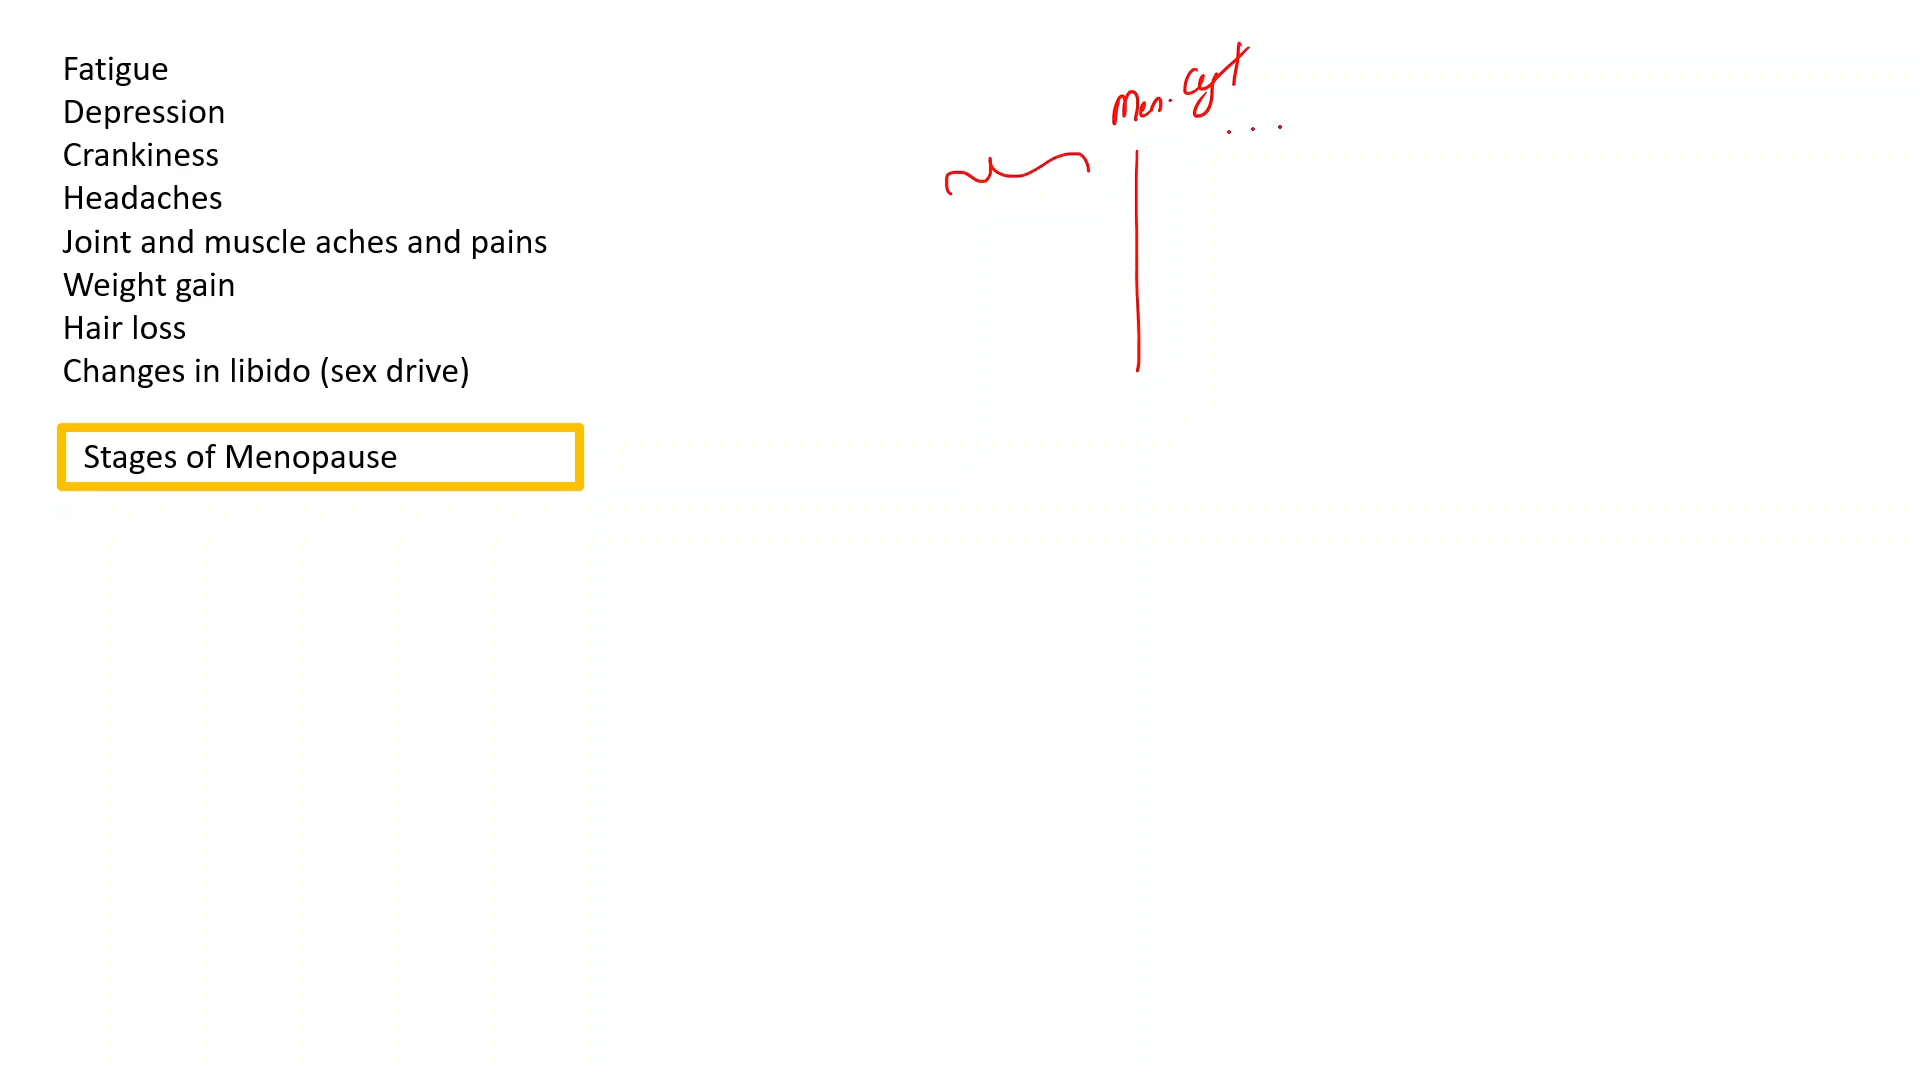 Fatigue
Depression
Crankiness
Headaches
Joint and muscle aches and pains
Weight gain
Hair loss
Changes in libido (sex drive)
Stages of Menopause
Men.